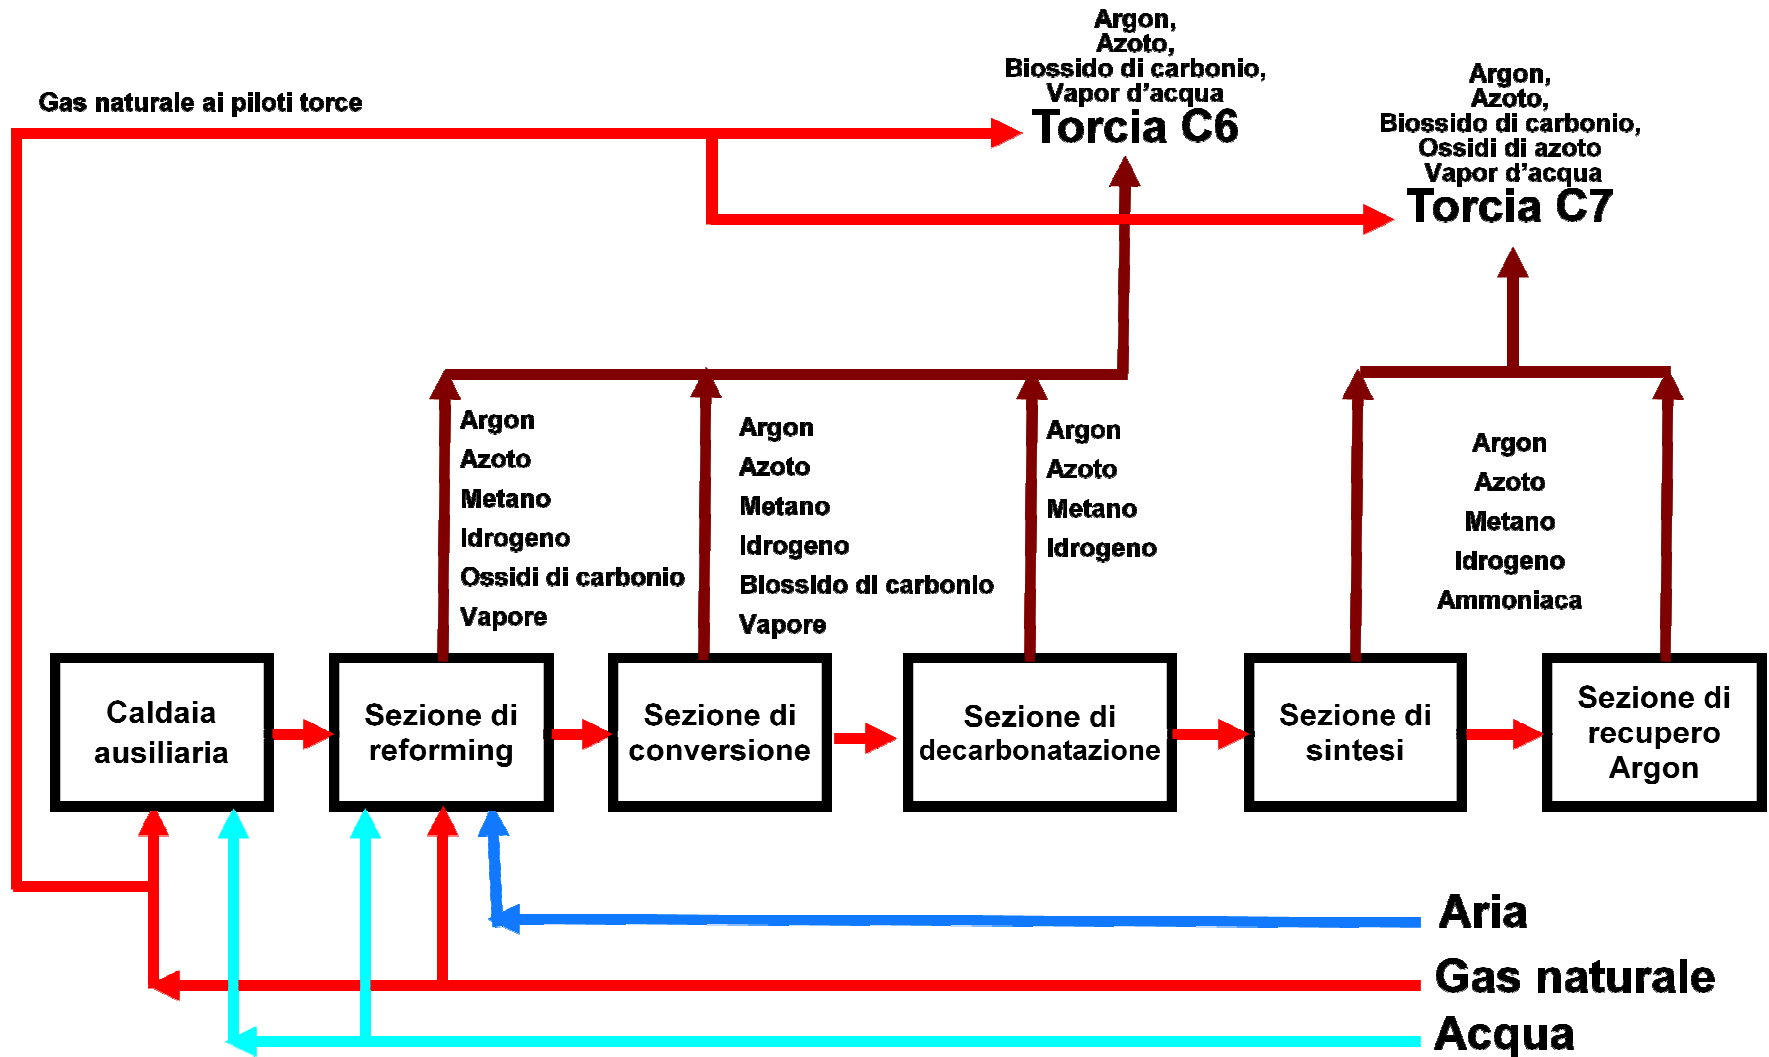 Argon,
Azoto,
Biossido di carbonio,
Vapor d'acqua
Torcia C6
Argon,
Azoto,
Biossido di carbonio,
Ossidi di azoto
Vapor d'acqua
Torcia C7
Gas naturale ai piloti torce
Argon
Azoto
Metano
Idrogeno
Ossidi di carbonio
Vapore
Argon
Azoto
Metano
Idrogeno
Biossido di carbonio
Vapore
Argon
Azoto
Metano
Idrogeno
Argon
Azoto
Metano
Idrogeno
Ammoniaca
Caldaia
ausiliaria
Sezione di
reforming
Sezione di
conversione
Sezione di
decarbonatazione
Sezione di
sintesi
Sezione di
recupero
Argon
Aria
Gas naturale
Acqua